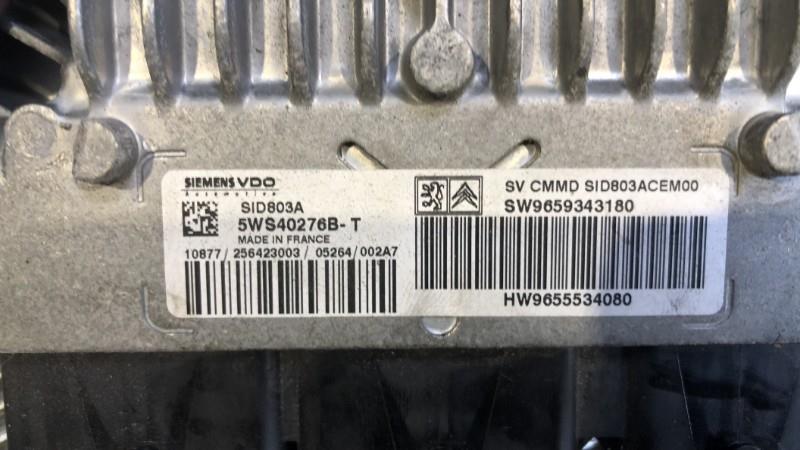 SIEMENS VDO
Automotive
SID803A
5WS40276B- T
MADE IN FRANCE
10877/ 256423003 / 05264/ 002A7
SV CMMD SID803ACEM00
SW9659343180
HW9655534080